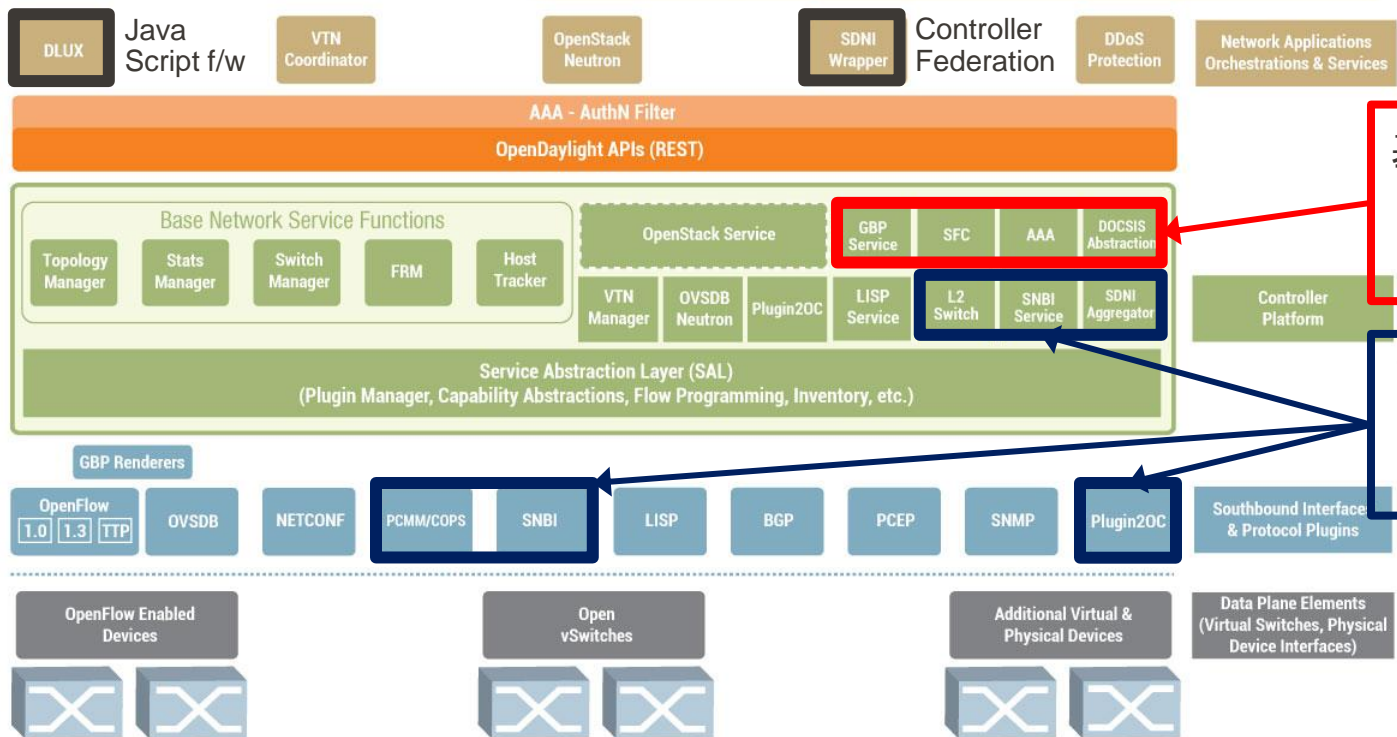 DLUX
Java
Script f/w
VTN
Coordinator
OpenStack
Neutron
SDNI
Wrapper
Controller
Federation
DDoS
Protection
Network Applications
Orchestrations & Services
AAA - AuthN Filter
OpenDaylight APIs (REST)
Base Network Service Functions
Topology
Manager
Stats
Manager
Switch
Manager
FRM
Host
Tracker
OpenStack Service
GBP
Service
SFC
AAA
DOCSIS
Abstraction
VTN
Manager
OVSDB
Neutron
Plugin2OC
LISP
Service
L2
Switch
SNBI
Service
SDNI
Aggregator
Controller
Platform
Service Abstraction Layer (SAL)
(Plugin Manager, Capability Abstractions, Flow Programming, Inventory, etc.)
GBP Renderers
OpenFlow
1.0 1.3 TTP
OVSDB
NETCONF
PCMM/COPS
SNBI
LISP
BGP
PCEP
SNMP
Plugin2OC
Southbound Interfaces
& Protocol Plugins
OpenFlow Enabled
Devices
Open
vSwitches
Additional Virtual &
Physical Devices
Data Plane Elements
(Virtual Switches, Physical
Device Interfaces)